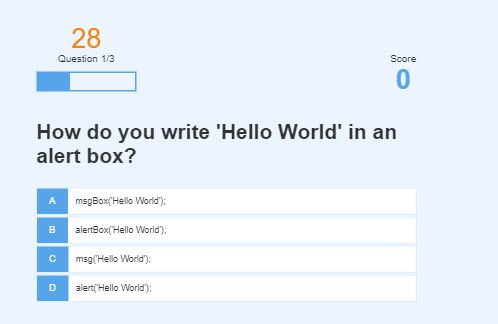 28
Question 1/3
Score
0
How do you write 'Hello World' in an
alert box?
A msgBox('Hello World');
B alertBox('Hello World');
C msg('Hello World');
D alert('Hello World');